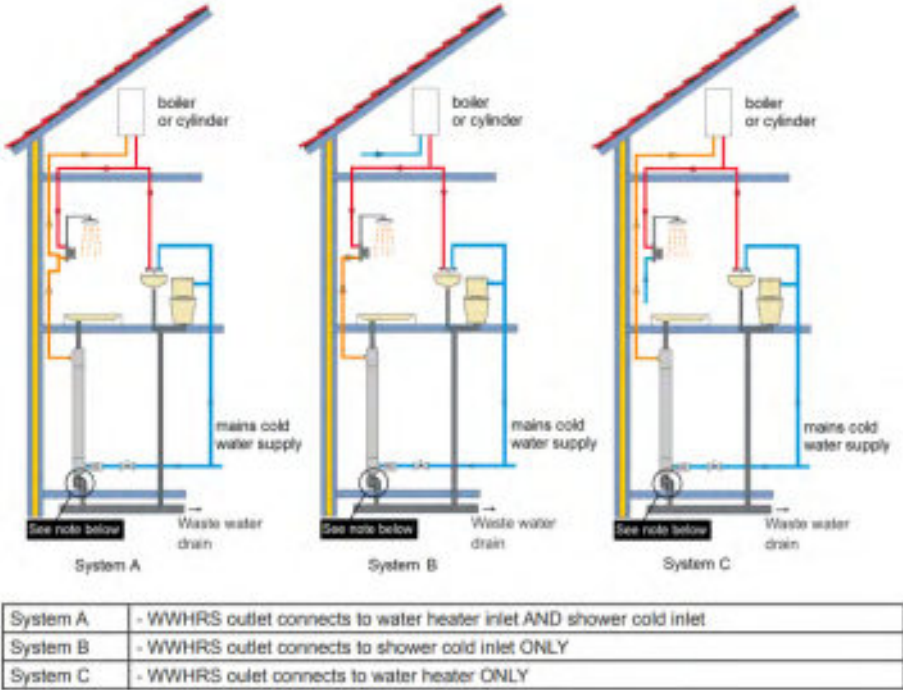 boiler
or cylinder
mains cold
water supply
See note below
Waste water
drain
System A
boiler
or cylinder
mains cold
water supply
See note below
Waste water
drain
System B
boiler
or cylinder
mains cold
water supply
See note below
Waste water
drain
System C
System A - WWHRS outlet connects to water heater inlet AND shower cold inlet
System B - WWHRS outlet connects to shower cold inlet ONLY
System C - WWHRS oulet connects to water heater ONLY